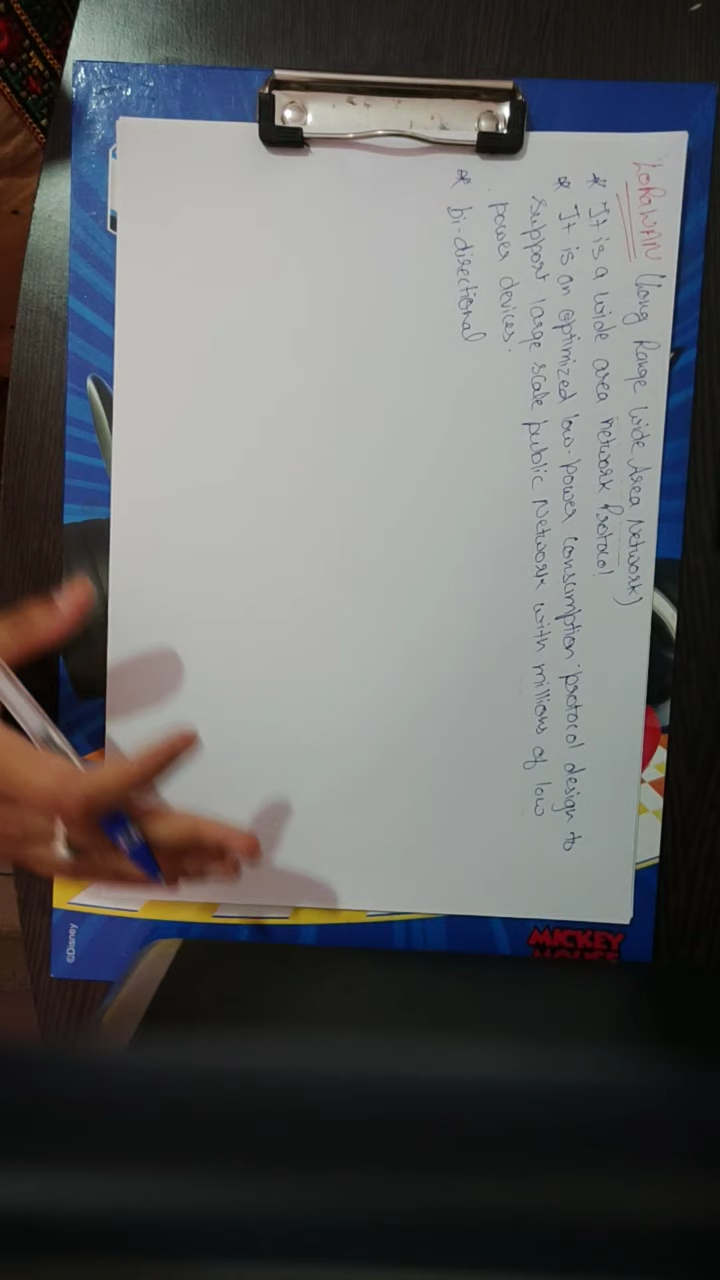 LoRaWAN (Long Range Wide Area Network)
* It is a wide area network Protocol
* It is an optimized low-power consumption protocol design to
support large scale public Network with millions of low
power devices.
* bi-directional
MICKEY
MOUSE
©Disney